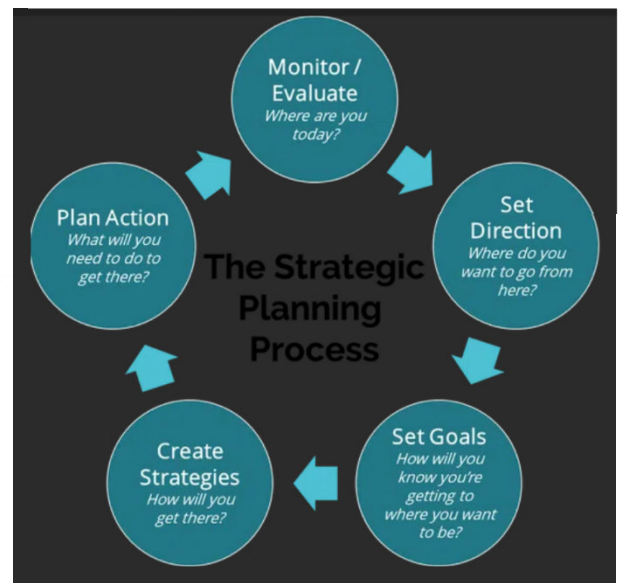 Monitor /
Evaluate
Where are you
today?
Set
Direction
Where do you
want to go from
here?
Set Goals
How will you
know you're
getting to
where you want
to be?
Create
Strategies
How will you
get there?
Plan Action
What will you
need to do to
get there?
The Strategic
Planning
Process